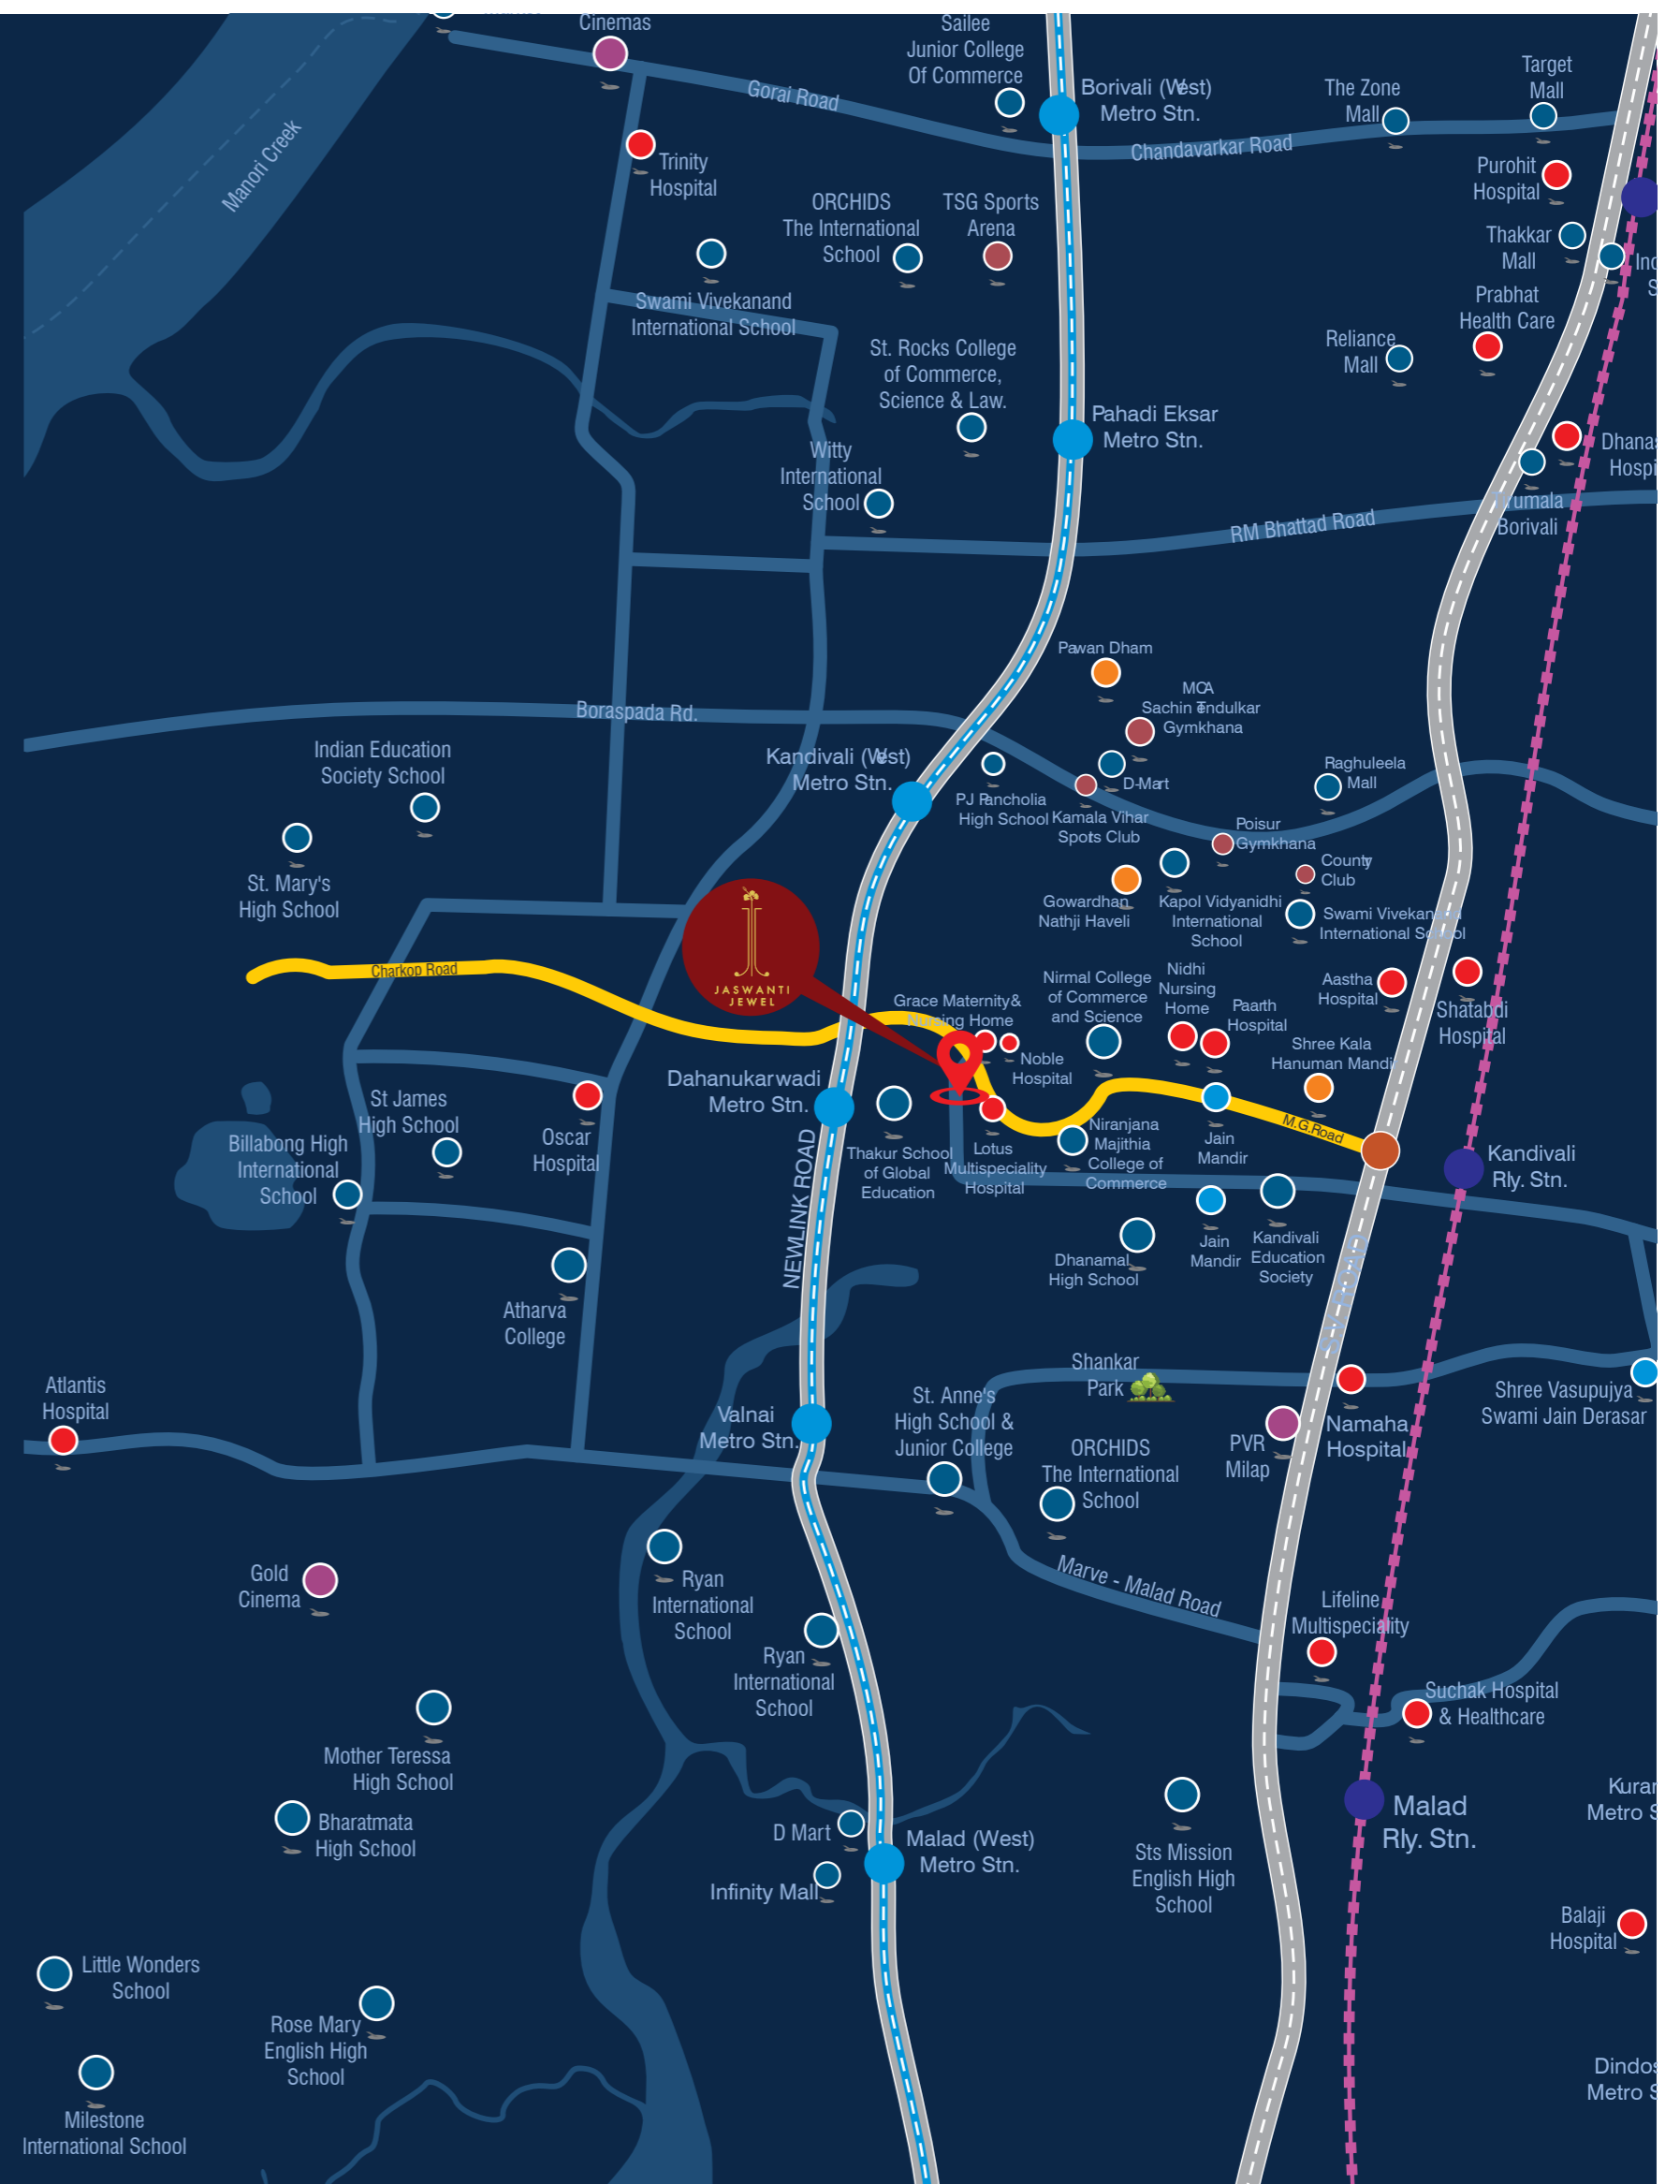 Cinemas
Sailee
Junior College
Of Commerce
Gorai Road
Borivali (West)
Metro Stn.
The Zone
Mall
Target
Mall
Manori Creek
Chandavarkar Road
Trinity
Hospital
Purohit
Hospital
ORCHIDS
The International
School
TSG Sports
Arena
Thakkar
Mall
Swami Vivekanand
International School
Prabhat
Health Care
Reliance
Mall
St. Rocks College
of Commerce,
Science & Law.
Pahadi Eksar
Metro Stn.
Witty
International
School
RM Bhattad Road
Borivali
Pawan Dham
MCA
Sachin Tendulkar
Gymkhana
Boraspada Rd.
Indian Education
Society School
Kandivali (West)
Metro Stn.
PJ Pancholia
High School
D-Mart
Kamala Vihar
Sports Club
Raghuleela
Mall
Poisur
Gymkhana
County
Club
St. Mary's
High School
Gowardhan
Nathji Haveli
Kapol Vidyanidhi
International
School
Swami Vivekanand
International School
Charkop Road
JASWANTI
JEWEL
Grace Maternity &
Nursing Home
Nirmal College
of Commerce
and Science
Nidhi
Nursing
Home
Paarth
Hospital
Aastha
Hospital
Shatabdi
Hospital
Noble
Hospital
Shree Kala
Hanuman Mandi
Dahanukarwadi
Metro Stn.
St James
High School
Oscar
Hospital
Billabong High
International
School
Thakur School
of Global
Education
Lotus
Multispeciality
Hospital
Niranjana
Majithia
College of
Commerce
Jain
Mandir
M.G.Road
Kandivali
Rly. Stn.
NEWLINK ROAD
Dhanamal
High School
Jain
Mandir
Kandivali
Education
Society
Atharva
College
Atlantis
Hospital
Shankar
Park
St. Anne's
High School &
Junior College
Valnai
Metro Stn.
ORCHIDS
The International
School
PVR
Milap
Namaha
Hospital
Shree Vasupujya
Swami Jain Derasar
Marve - Malad Road
Gold
Cinema
Ryan
International
School
Ryan
International
School
Lifeline
Multispeciality
Suchak Hospital
& Healthcare
Mother Teressa
High School
Bharatmata
High School
D Mart
Malad (West)
Metro Stn.
Infinity Mall
Sts Mission
English High
School
Malad
Rly. Stn.
Metro
Balaji
Hospital
Little Wonders
School
Rose Mary
English High
School
Milestone
International School
Metro